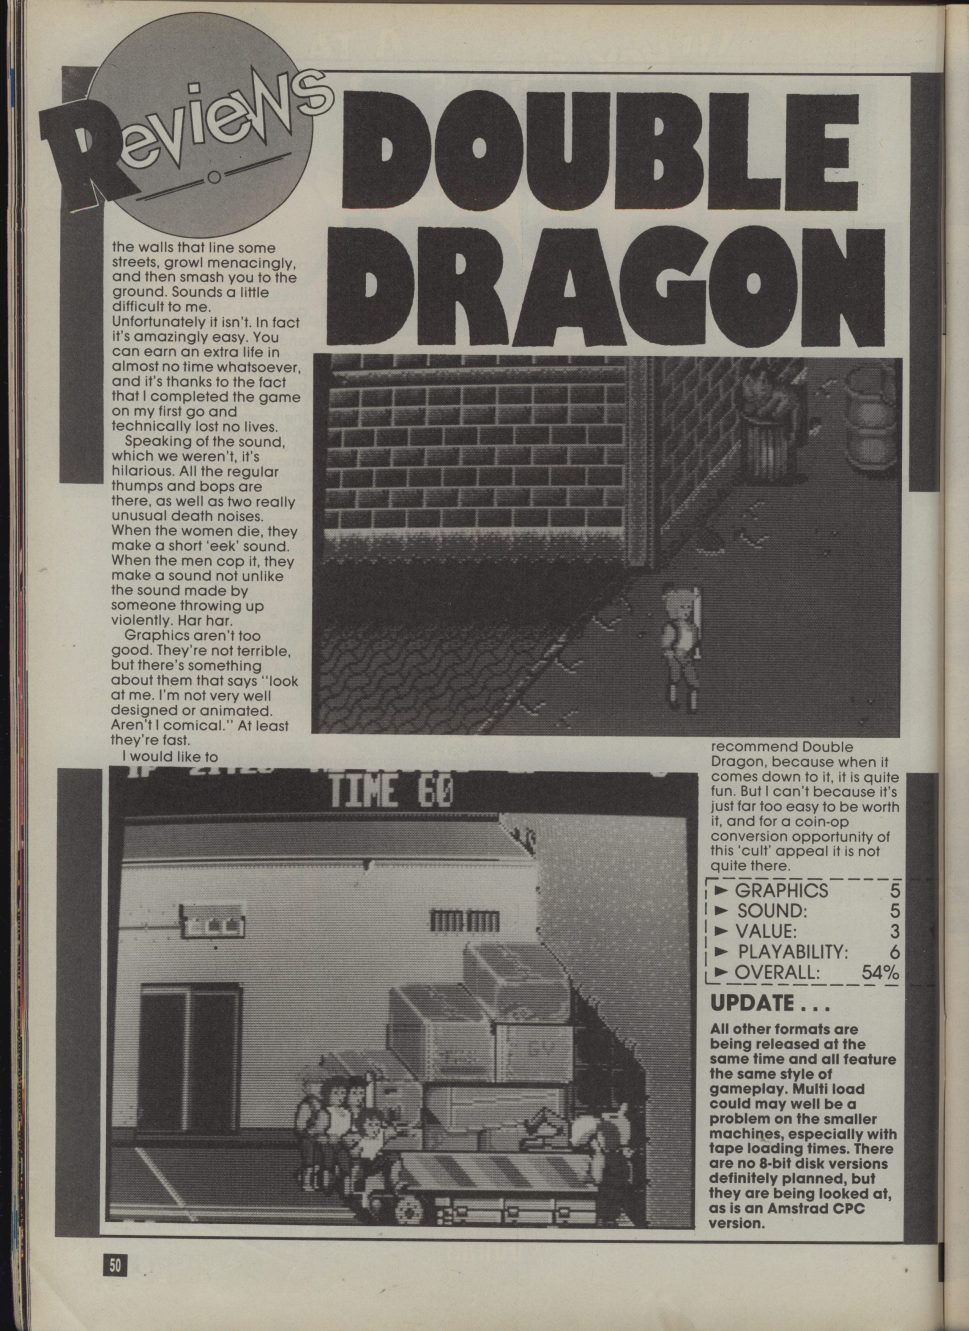 Reviews
DOUBLE
DRAGON
the walls that line some
streets, growl menacingly,
and then smash you to the
ground. Sounds a little
difficult to me.
Unfortunately it isn't. In fact
it's amazingly easy. You
can earn an extra life in
almost no time whatsoever,
and it's thanks to the fact
that I completed the game
on my first go and
technically lost no lives.
Speaking of the sound,
which we weren't, it's
hilarious. All the regular
thumps and bops are
there, as well as two really
unusual death noises.
When the women die, they
make a short 'eek' sound.
When the men cop it, they
make a sound not unlike
the sound made by
someone throwing up
violently. Har har.
Graphics aren't too
good. They're not terrible,
but there's something
about them that says "look
at me. I'm not very well
designed or animated.
Aren't I comical." At least
they're fast.
I would like to
TIME 60
GV
recommend Double
Dragon, because when it
comes down to it, it is quite
fun. But I can't because it's
just far too easy to be worth
it, and for a coin-op
conversion opportunity of
this 'cult' appeal it is not
quite there.
► GRAPHICS 5
► SOUND: 5
► VALUE: 3
► PLAYABILITY: 6
► OVERALL: 54%
UPDATE . . .
All other formats are
being released at the
same time and all feature
the same style of
gameplay. Multi load
could may well be a
problem on the smaller
machines, especially with
tape loading times. There
are no 8-bit disk versions
definitely planned, but
they are being looked at,
as is an Amstrad CPC
version.
50